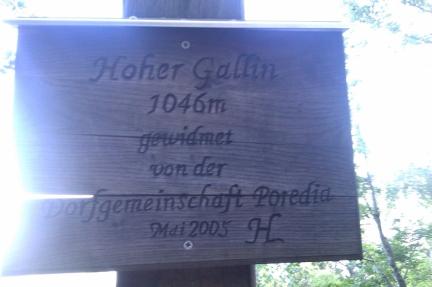 Hoher Gallin
1046m
gewidmet
von der
Dorfgemeinschaft Poredia
Mai 2005 H